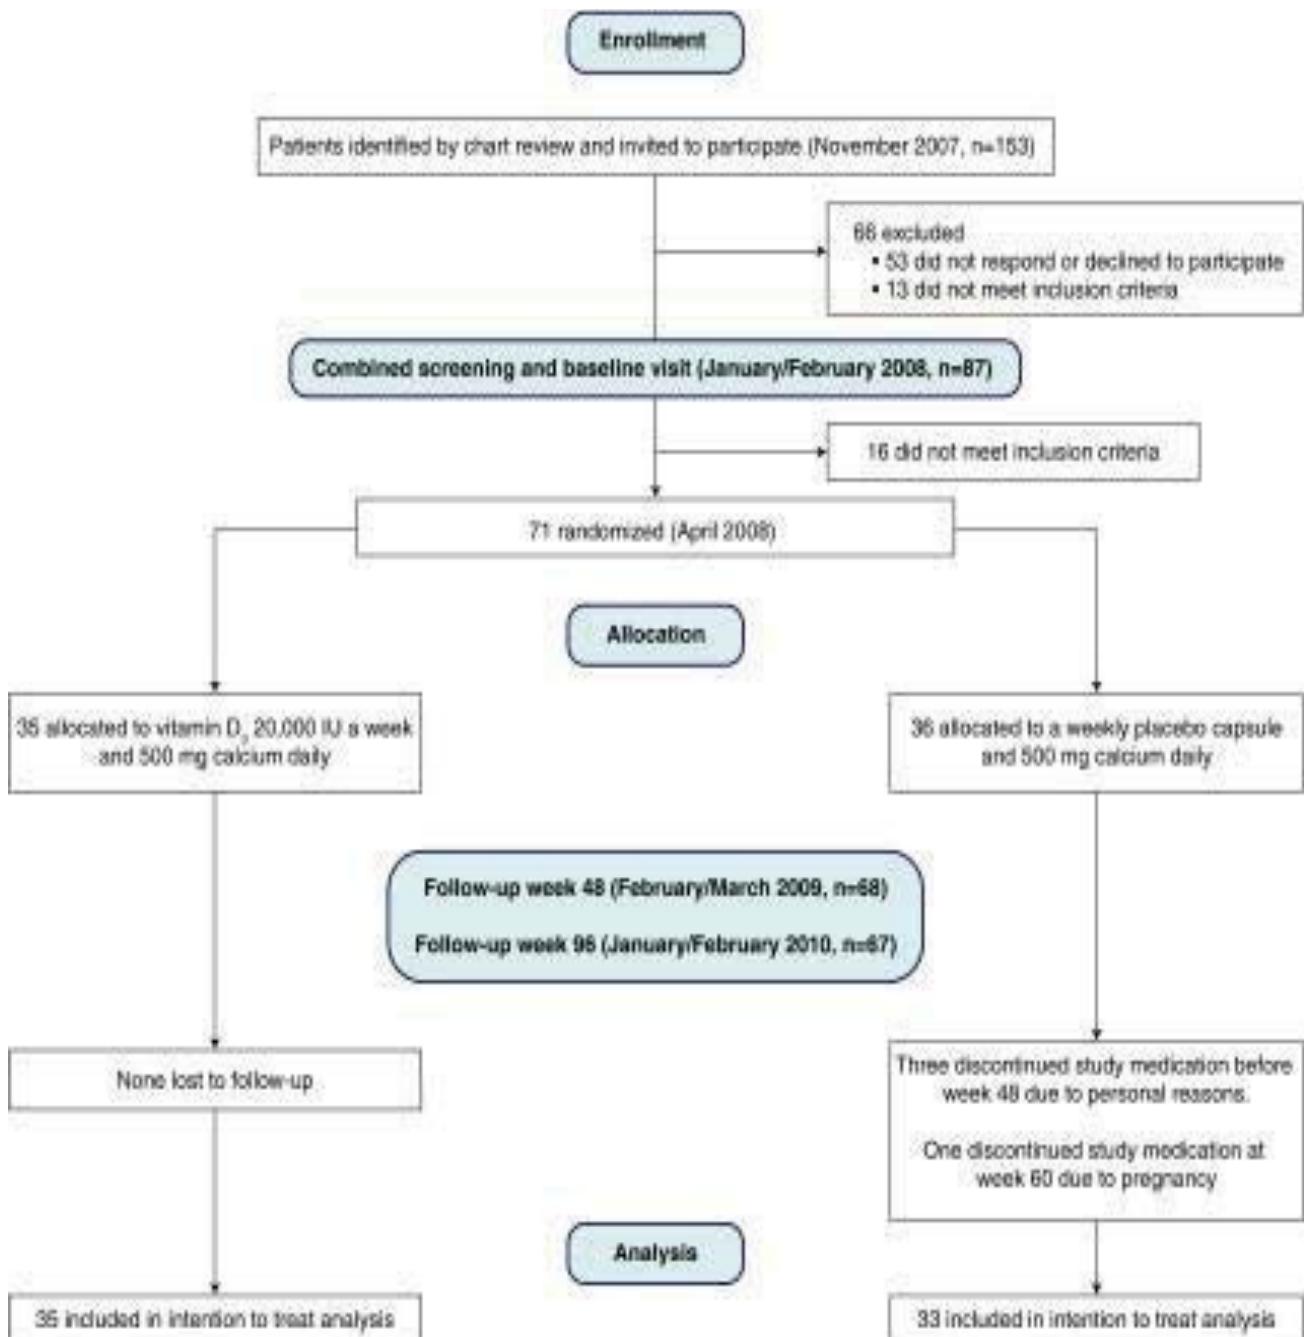 Enrollment
Patients identified by chart review and invited to participate (November 2007, n=153)
66 excluded
▪ 53 did not respond or declined to participate
▪ 13 did not meet inclusion criteria
Combined screening and baseline visit (January/February 2008, n=87)
16 did not meet inclusion criteria
71 randomized (April 2008)
Allocation
35 allocated to vitamin D₃ 20,000 IU a week
and 500 mg calcium daily
36 allocated to a weekly placebo capsule
and 500 mg calcium daily
Follow-up week 48 (February/March 2009, n=68)
Follow-up week 96 (January/February 2010, n=67)
None lost to follow-up
Three discontinued study medication before
week 48 due to personal reasons.
One discontinued study medication at
week 60 due to pregnancy
Analysis
35 included in intention to treat analysis
33 included in intention to treat analysis